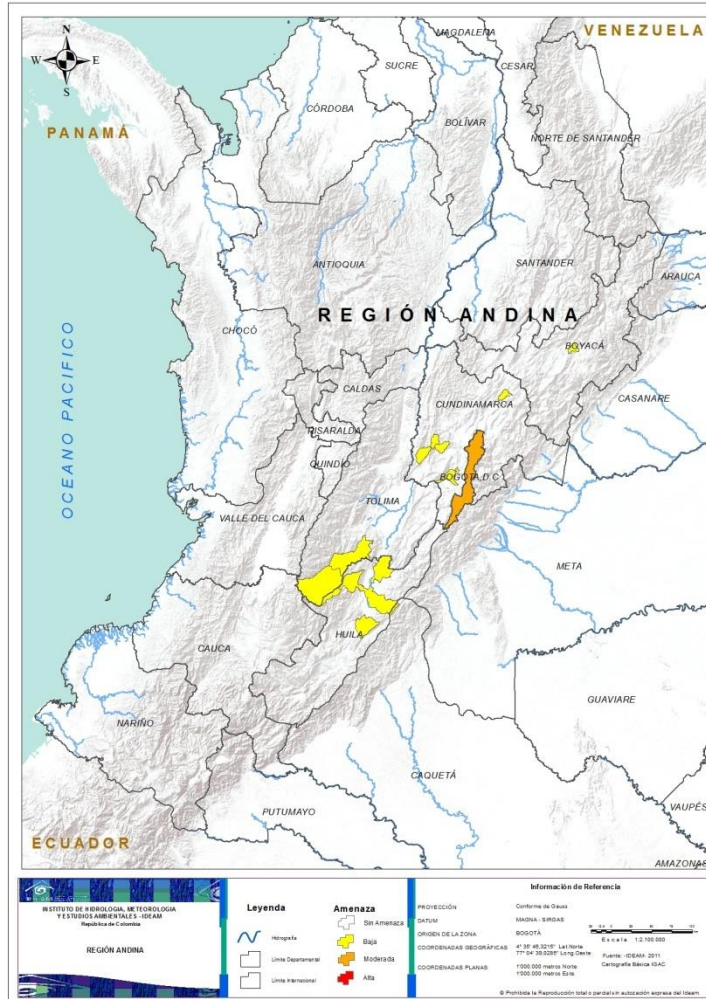 N
W E
S
VENEZUELA
MAGDALENA
CESAR
SUCRE
CÓRDOBA
BOLÍVAR
NORTE DE SANTANDER
PANAMÁ
ANTIOQUIA
SANTANDER
ARAUCA
REGIÓN ANDINA
CHOCÓ
BOYACÁ
OCEANO PACIFICO
CALDAS
CUNDINAMARCA
CASANARE
RISARALDA
QUINDIO
BOGOTÁ, D.C
TOLIMA
VALLE DEL CAUCA
META
CAUCA
HUILA
GUAVIARE
NARIÑO
CAQUETÁ
PUTUMAYO
VAUPÉS
ECUADOR
AMAZONAS
INSTITUTO DE HIDROLOGIA, METEOROLOGIA
Y ESTUDIOS AMBIENTALES - IDEAM
República de Colombia
REGIÓN ANDINA
Leyenda
Hidrografía
Límite Departamental
Límite Internacional
Amenaza
Sin Amenaza
Baja
Moderada
Alta
Información de Referencia
PROYECCIÓN Conforme de Gauss
DATUM MAGNA - SIRGAS
ORIGEN DE LA ZONA BOGOTÁ
COORDENADAS GEOGRÁFICAS 4° 35' 46,3215" Lat.Norte
77° 04' 39,0285" Long.Oeste
COORDENADAS PLANAS 1'000.000 metros Norte
1'000.000 metros Este
Escala 1:2.100.000
Fuente: -IDEAM- 2011
Cartografía Básica IGAC
© Prohibida la Reproducción total o parcial sin autorización expresa del Ideam